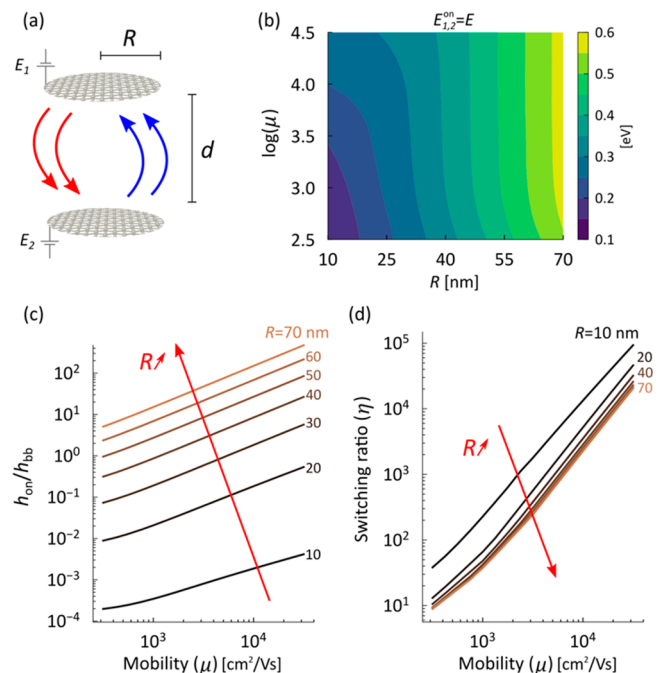 (a)
R
E₁
d
E₂
(b)
E₁,₂ᵒⁿ=E
log(μ)
4.5
4.0
3.5
3.0
2.5
10 25 40 55 70
R [nm]
0.6
0.5
0.4
0.3
0.2
0.1
[eV]
(c)
R=70 nm
60
50
40
30
20
10
R↗
hon/hbb
10²
10¹
10⁰
10⁻¹
10⁻²
10⁻³
10⁻⁴
10³ 10⁴
Mobility (μ) [cm²/Vs]
(d)
R=10 nm
20
40
70
R↗
Switching ratio (η)
10⁵
10⁴
10³
10²
10¹
10³ 10⁴
Mobility (μ) [cm²/Vs]